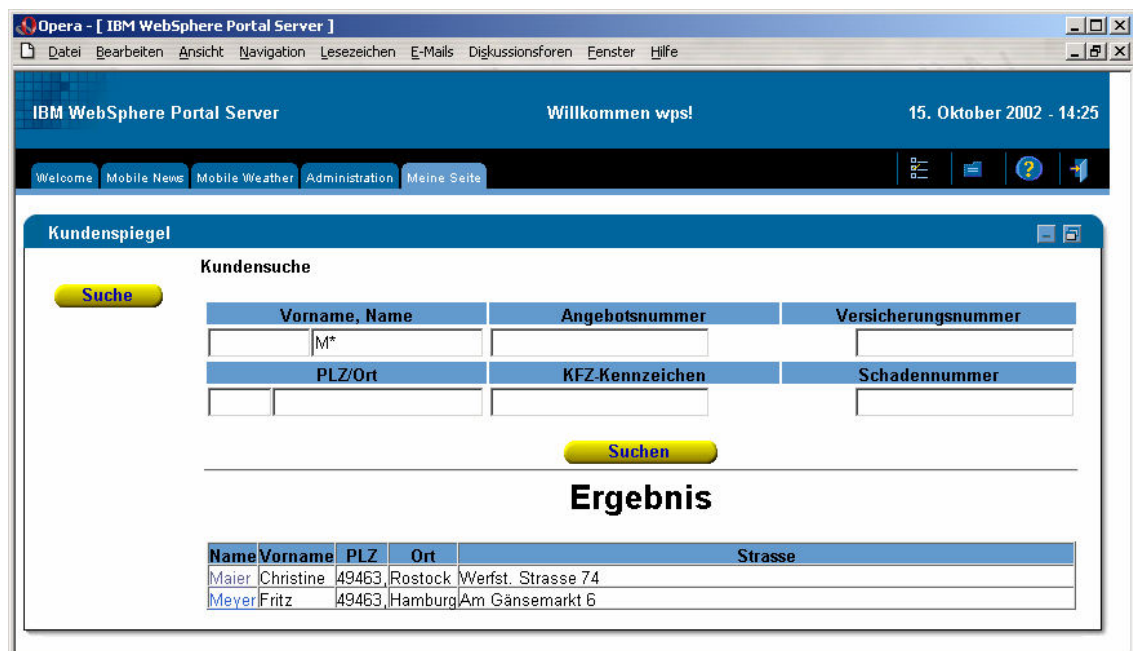 Opera - [ IBM WebSphere Portal Server ]
Datei Bearbeiten Ansicht Navigation Lesezeichen E-Mails Diskussionsforen Fenster Hilfe
IBM WebSphere Portal Server Willkommen wps! 15. Oktober 2002 - 14:25
Welcome Mobile News Mobile Weather Administration Meine Seite
Kundenspiegel
Kundensuche
Suche
Vorname, Name Angebotsnummer Versicherungsnummer
M*
PLZ/Ort KFZ-Kennzeichen Schadennummer
Suchen
Ergebnis
Name Vorname PLZ Ort Strasse
Maier Christine 49463, Rostock Werfst. Strasse 74
Meyer Fritz 49463, Hamburg Am Gänsemarkt 6